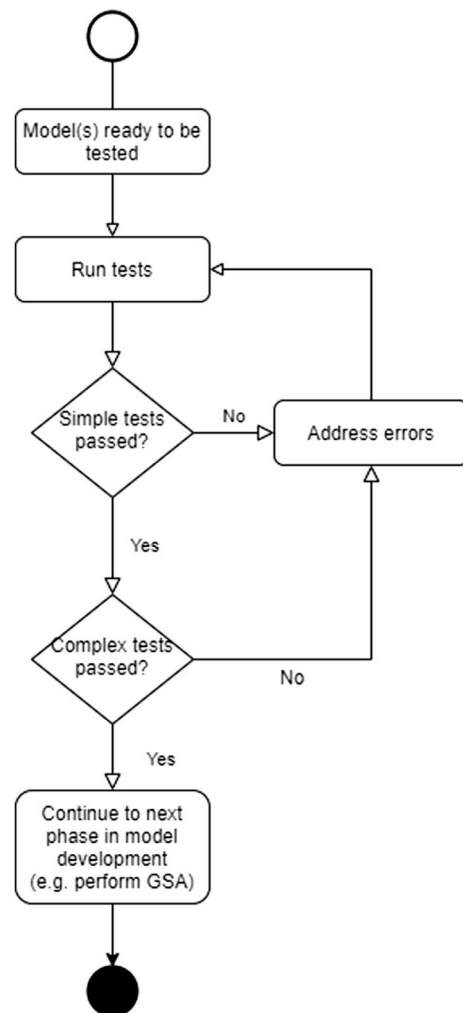 Model(s) ready to be
tested
Run tests
Simple tests
passed?
No
Address errors
Yes
Complex tests
passed?
No
Yes
Continue to next
phase in model
development
(e.g. perform GSA)